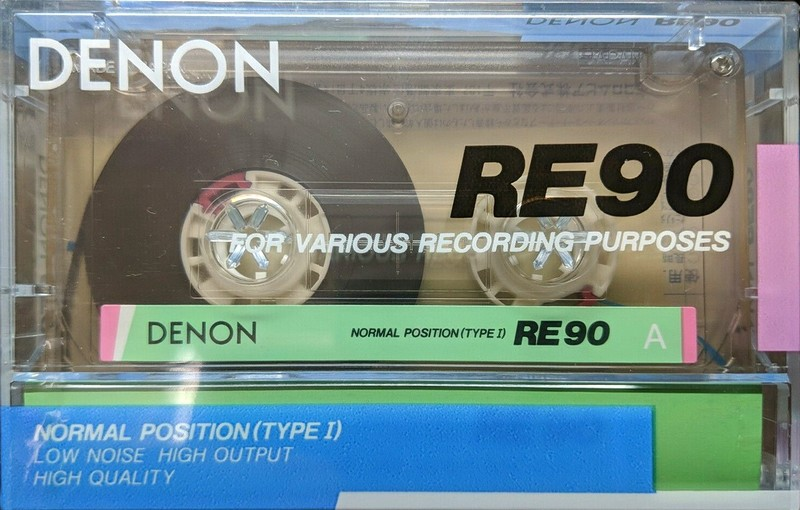 DENON RE90
DENON
RE90
FOR VARIOUS RECORDING PURPOSES
DENON NORMAL POSITION (TYPE I) RE90 A
NORMAL POSITION (TYPE I)
LOW NOISE HIGH OUTPUT
HIGH QUALITY